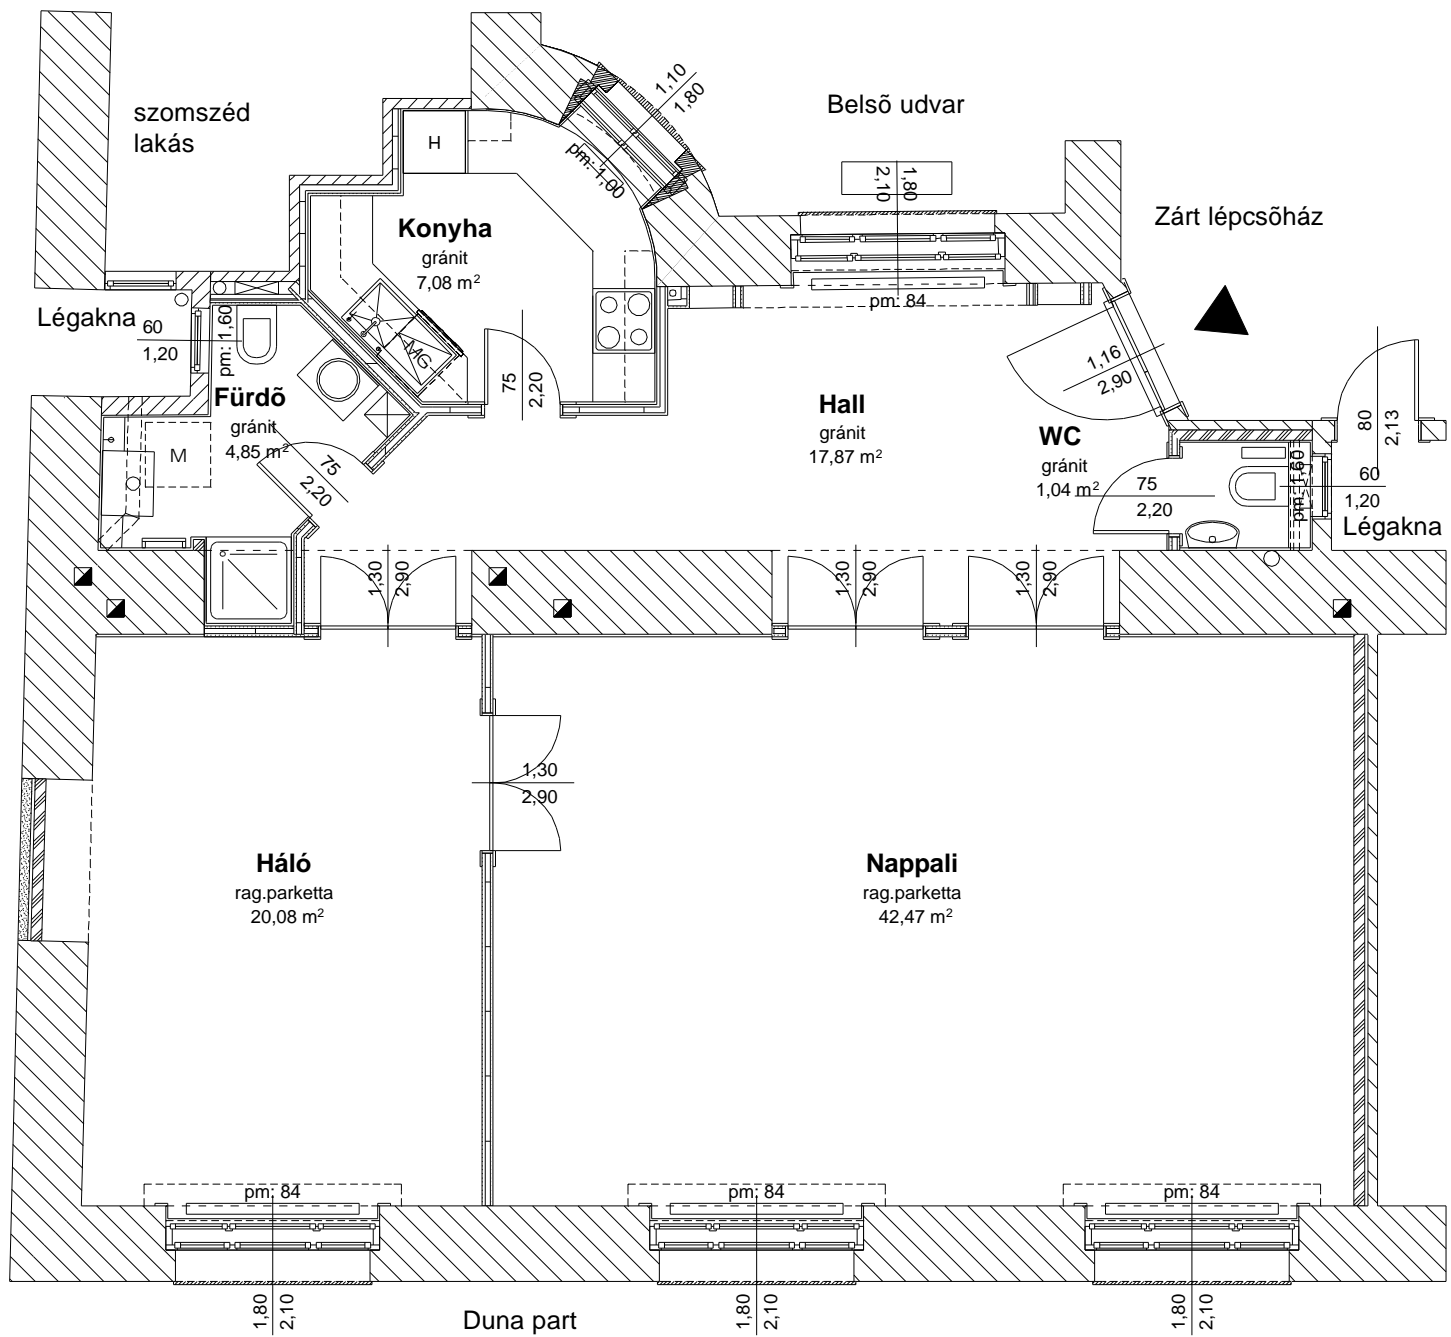 szomszéd
lakás
Belsõ udvar
Zárt lépcsõház
1,10
1,80
pm: 1,00
1,80
2,10
pm: 84
H
Konyha
gránit
7,08 m²
MG
75
2,20
Légakna
60
1,20
pm: 1,60
Fürdõ
gránit
4,85 m²
M
75
2,20
Hall
gránit
17,87 m²
1,16
2,90
WC
gránit
1,04 m²
75
2,20
pm: 1,60
80
2,13
60
1,20
Légakna
1,30
2,90
1,30
2,90
1,30
2,90
1,30
2,90
Háló
rag.parketta
20,08 m²
Nappali
rag.parketta
42,47 m²
pm: 84
pm: 84
pm: 84
1,80
2,10
Duna part
1,80
2,10
1,80
2,10